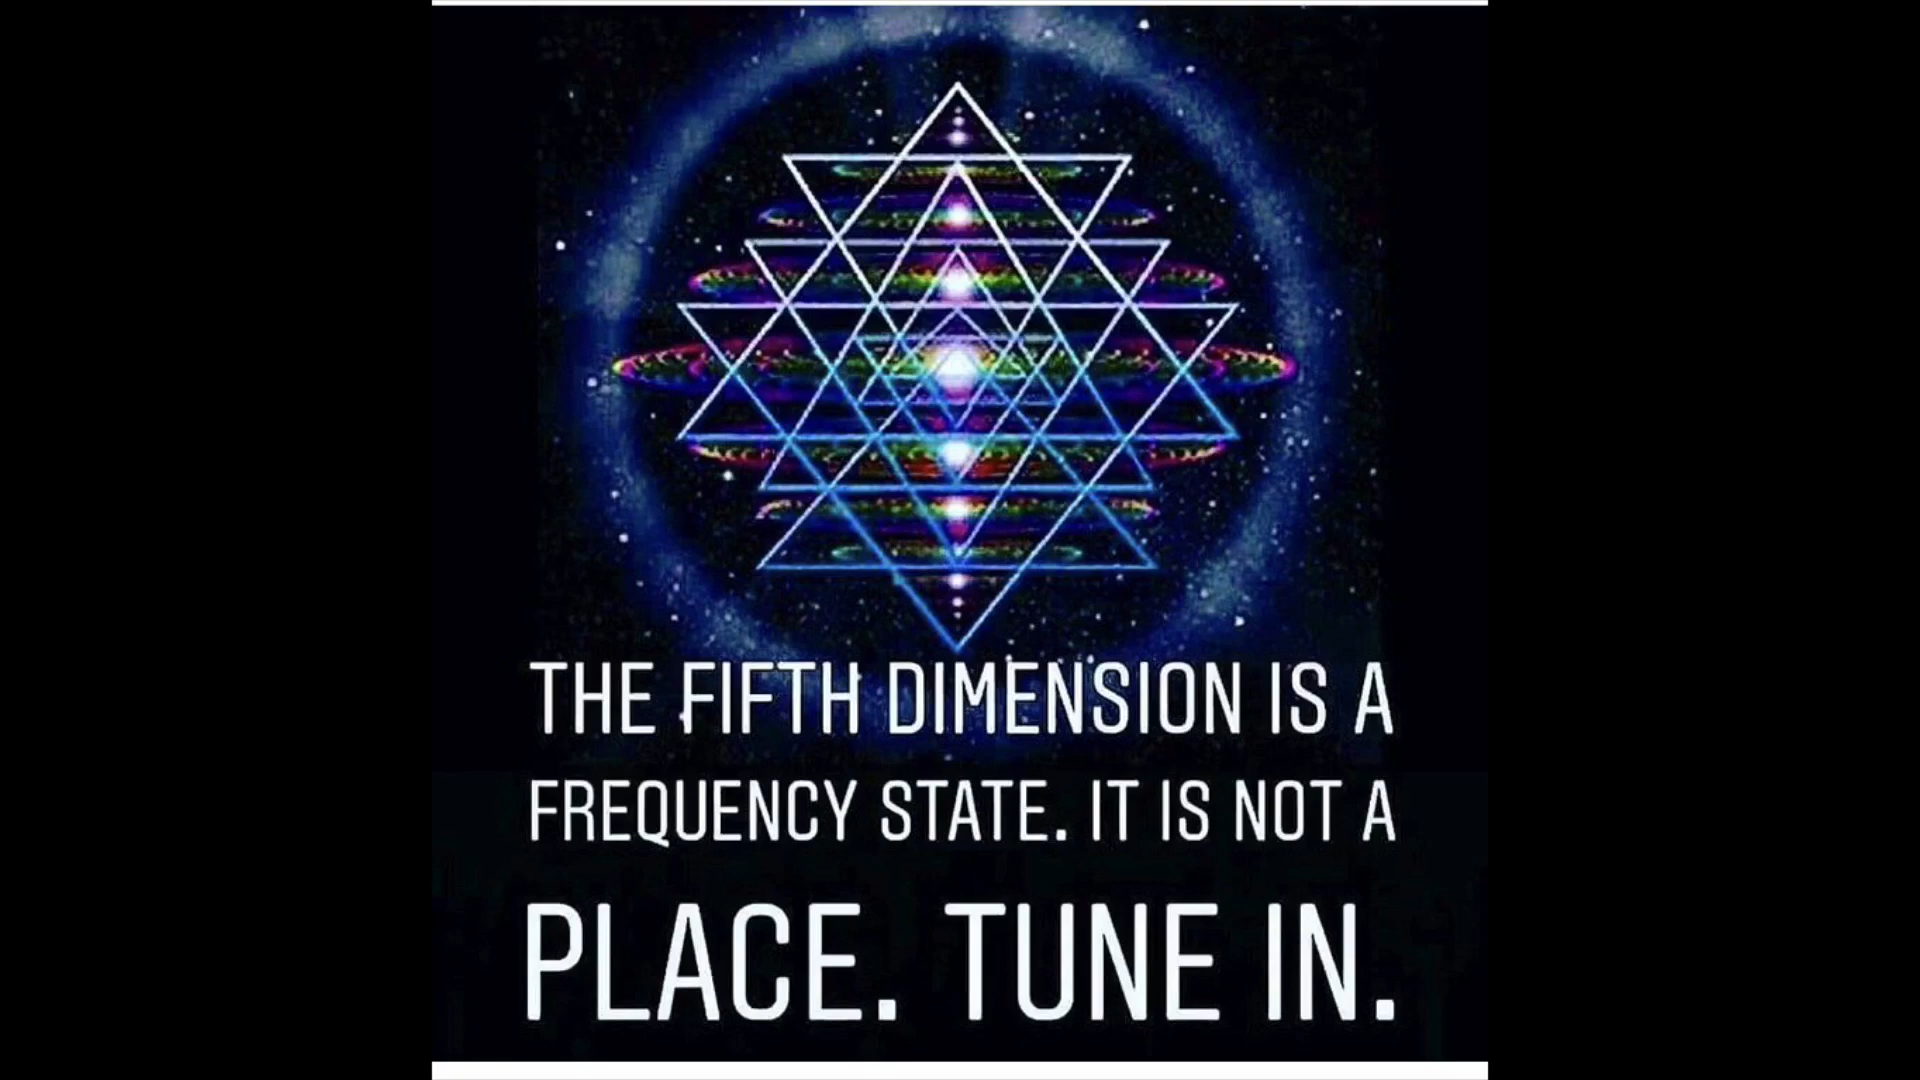 THE FIFTH DIMENSION IS A
FREQUENCY STATE. IT IS NOT A
PLACE. TUNE IN.